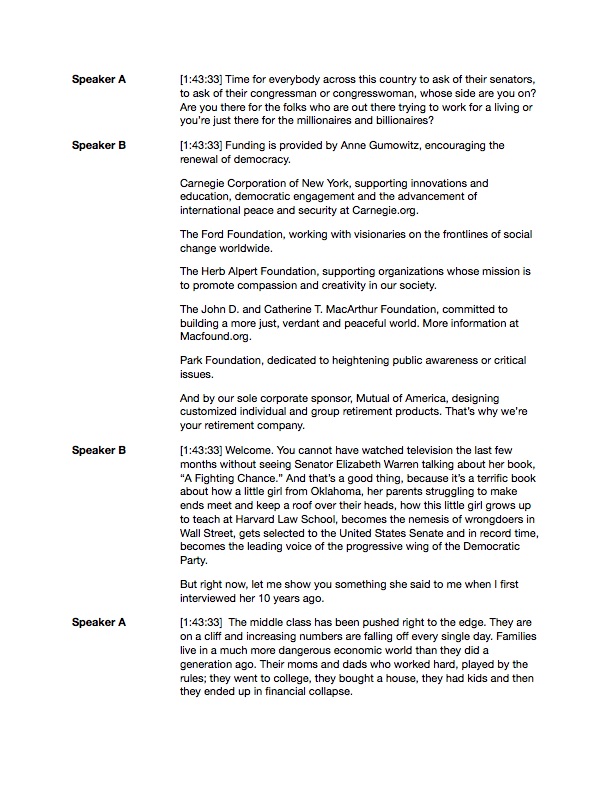 Speaker A [1:43:33] Time for everybody across this country to ask of their senators,
to ask of their congressman or congresswoman, whose side are you on?
Are you there for the folks who are out there trying to work for a living or
you’re just there for the millionaires and billionaires?
Speaker B [1:43:33] Funding is provided by Anne Gumowitz, encouraging the
renewal of democracy.
Carnegie Corporation of New York, supporting innovations and
education, democratic engagement and the advancement of
international peace and security at Carnegie.org.
The Ford Foundation, working with visionaries on the frontlines of social
change worldwide.
The Herb Alpert Foundation, supporting organizations whose mission is
to promote compassion and creativity in our society.
The John D. and Catherine T. MacArthur Foundation, committed to
building a more just, verdant and peaceful world. More information at
Macfound.org.
Park Foundation, dedicated to heightening public awareness or critical
issues.
And by our sole corporate sponsor, Mutual of America, designing
customized individual and group retirement products. That’s why we’re
your retirement company.
Speaker B [1:43:33] Welcome. You cannot have watched television the last few
months without seeing Senator Elizabeth Warren talking about her book,
“A Fighting Chance.” And that’s a good thing, because it’s a terrific book
about how a little girl from Oklahoma, her parents struggling to make
ends meet and keep a roof over their heads, how this little girl grows up
to teach at Harvard Law School, becomes the nemesis of wrongdoers in
Wall Street, gets selected to the United States Senate and in record time,
becomes the leading voice of the progressive wing of the Democratic
Party.
But right now, let me show you something she said to me when I first
interviewed her 10 years ago.
Speaker A [1:43:33] The middle class has been pushed right to the edge. They are
on a cliff and increasing numbers are falling off every single day. Families
live in a much more dangerous economic world than they did a
generation ago. Their moms and dads who worked hard, played by the
rules; they went to college, they bought a house, they had kids and then
they ended up in financial collapse.